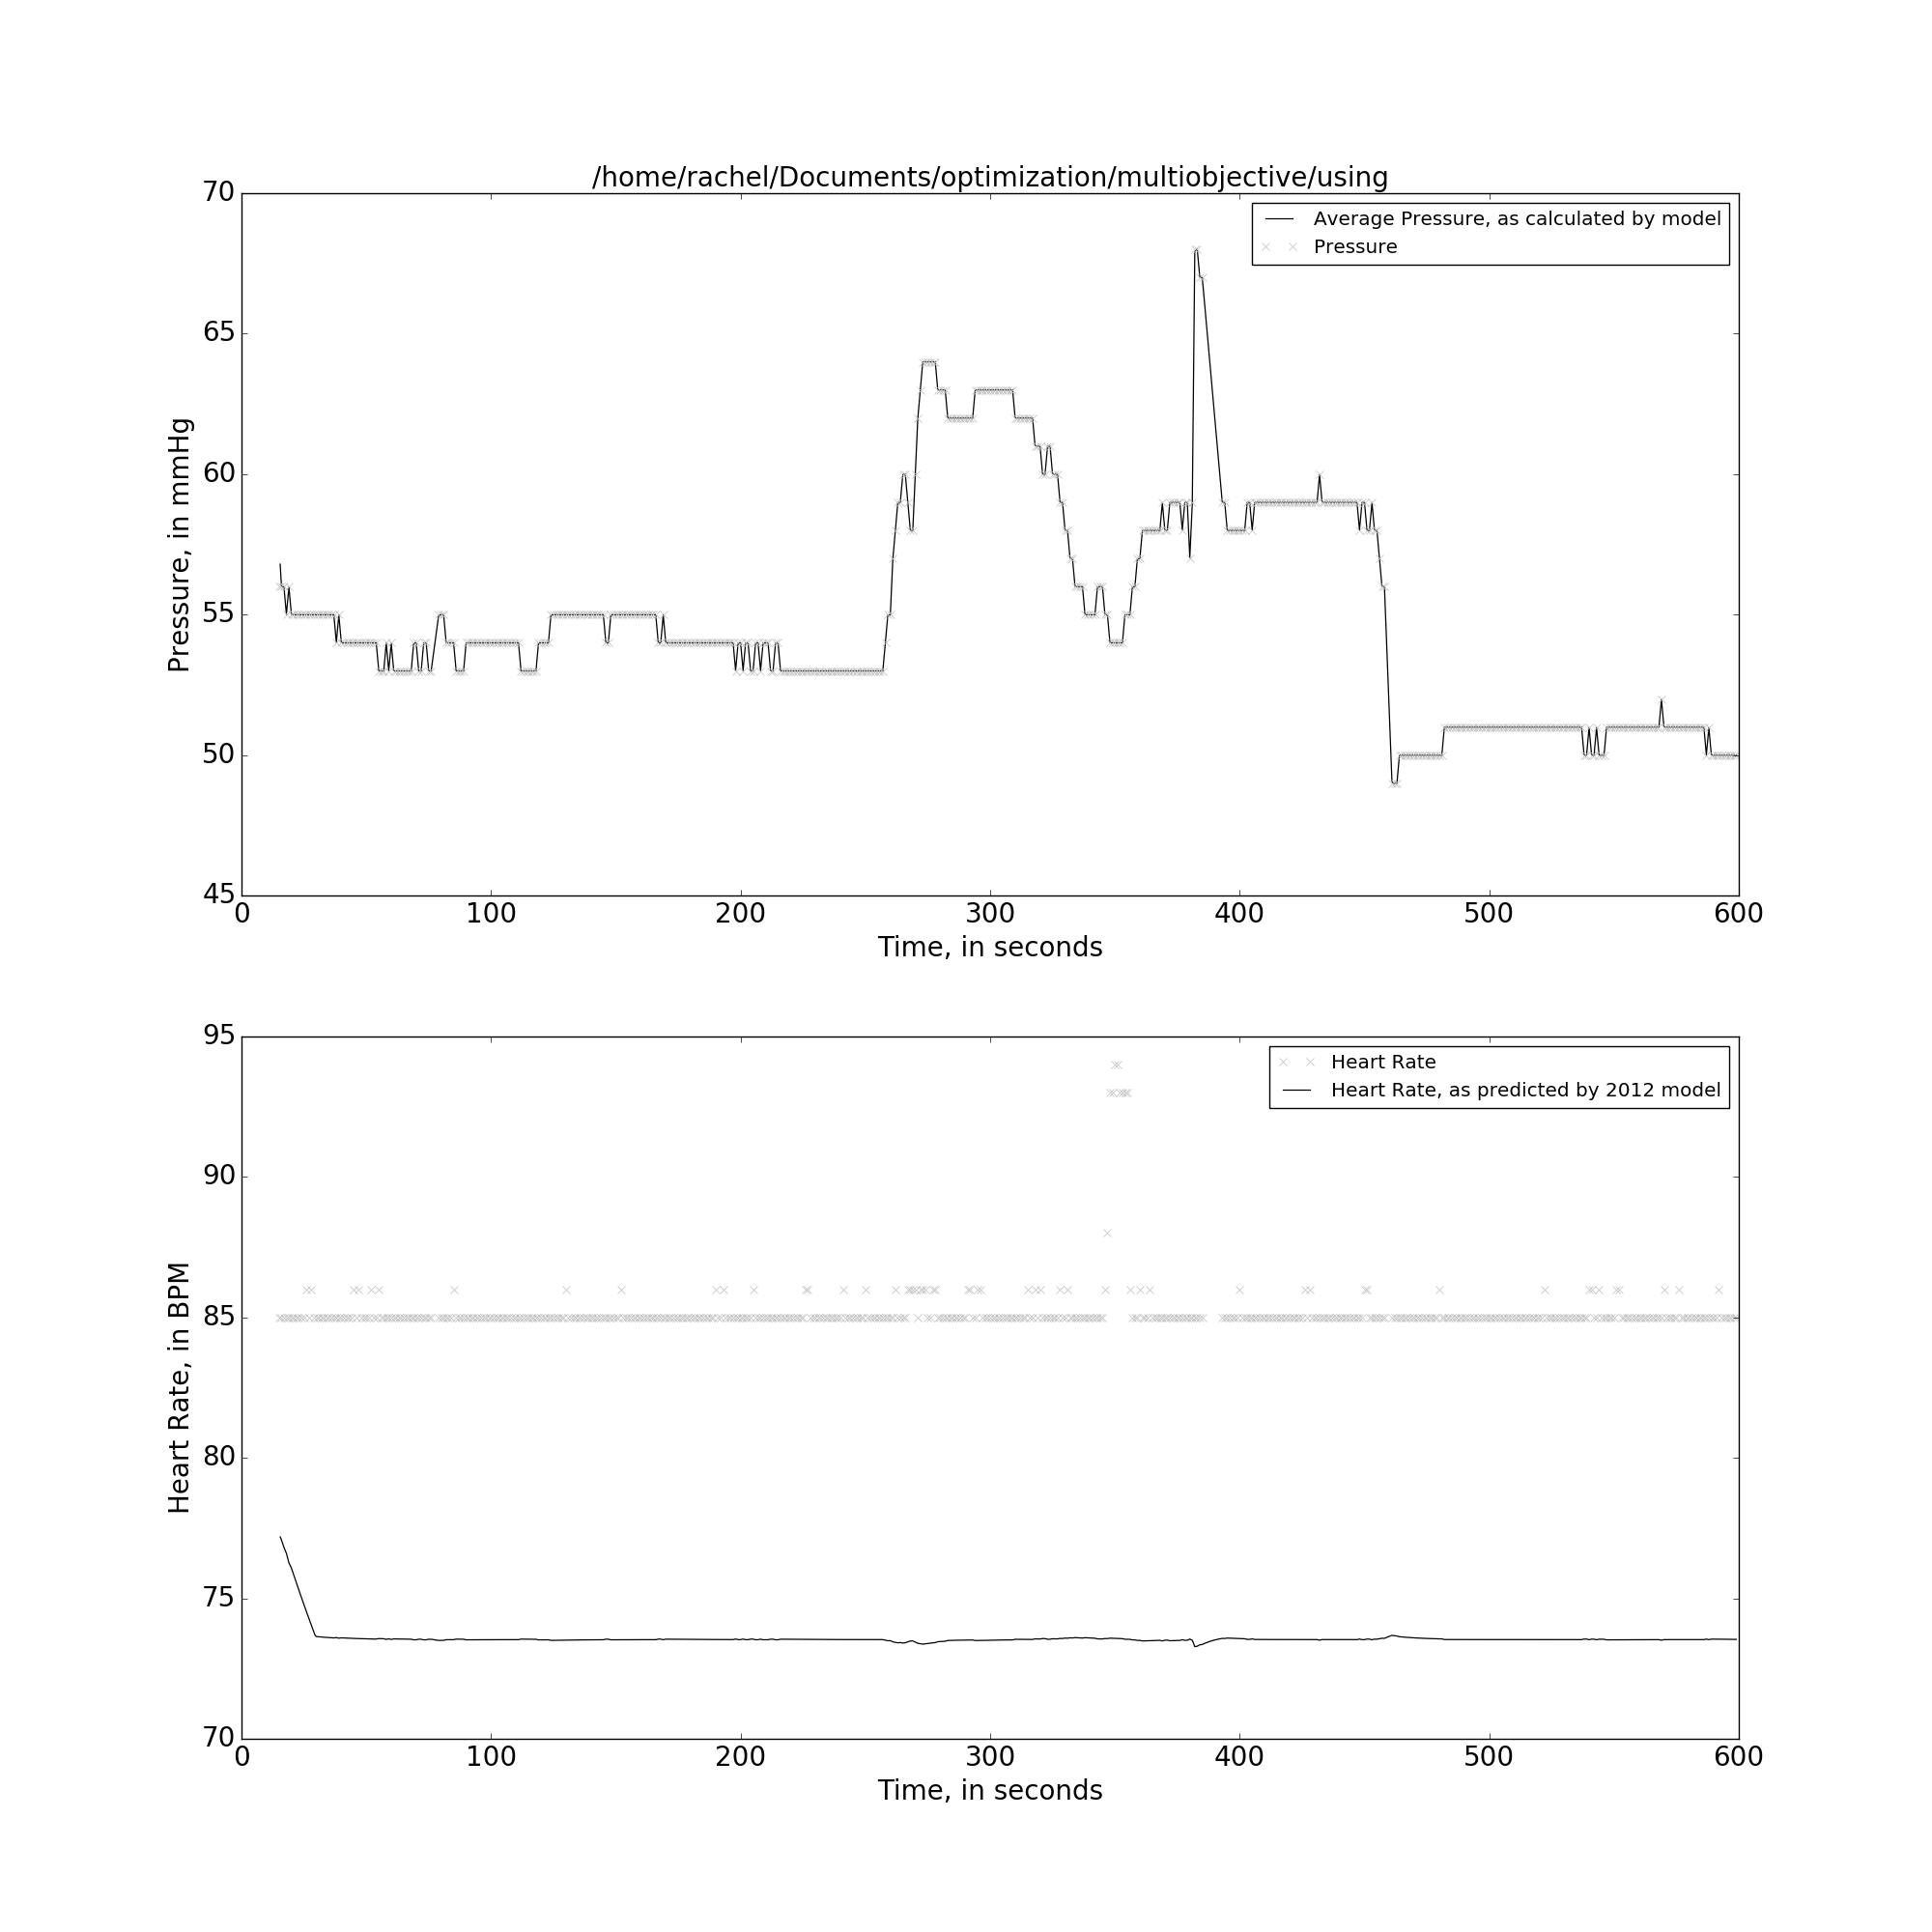 /home/rachel/Documents/optimization/multiobjective/using
70
65
60
55
50
45
Pressure, in mmHg
Average Pressure, as calculated by model
Pressure
0 100 200 300 400 500 600
Time, in seconds
95
90
85
80
75
70
Heart Rate, in BPM
Heart Rate
Heart Rate, as predicted by 2012 model
0 100 200 300 400 500 600
Time, in seconds